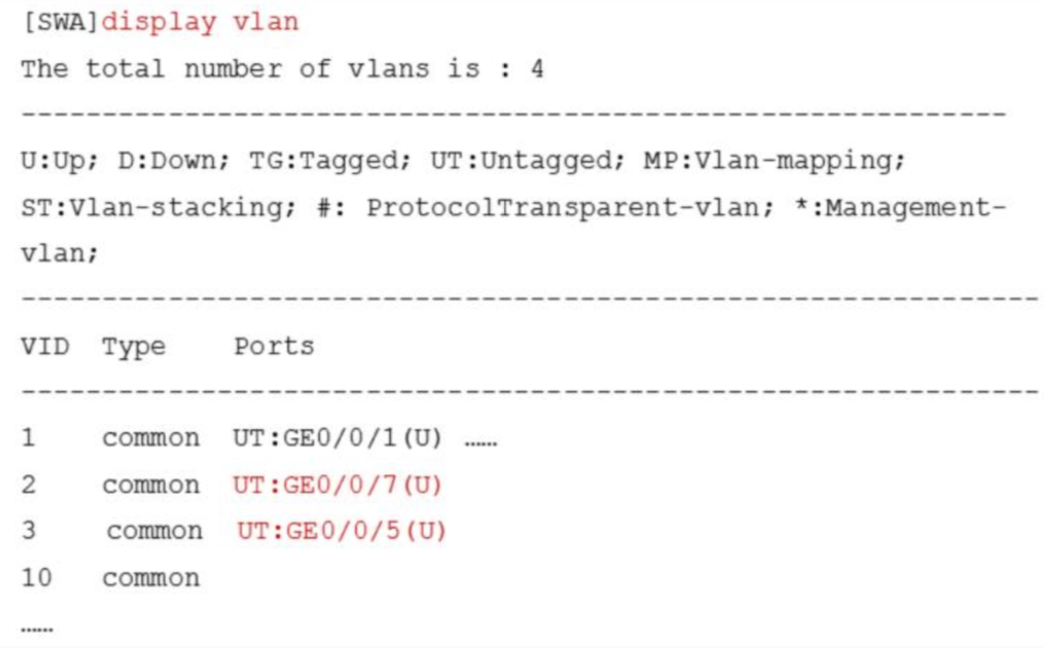 [SWA]display vlan
The total number of vlans is : 4
-------------------------------------------------------------
U:Up; D:Down; TG:Tagged; UT:Untagged; MP:Vlan-mapping;
ST:Vlan-stacking; #: ProtocolTransparent-vlan; *:Management-
vlan;
---------------------------------------------------------------
VID Type Ports
---------------------------------------------------------------
1 common UT:GE0/0/1(U) ……
2 common UT:GE0/0/7(U)
3 common UT:GE0/0/5(U)
10 common
……